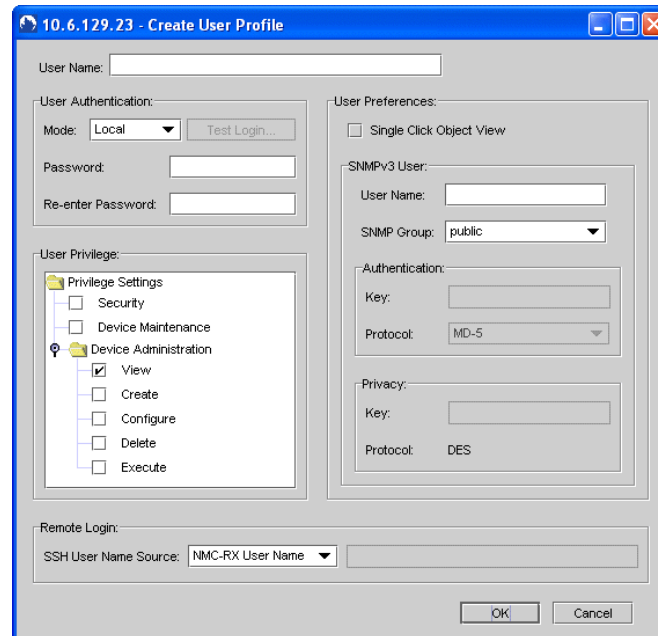 10.6.129.23 - Create User Profile
User Name:
User Authentication:
Mode: Local Test Login...
Password:
Re-enter Password:
User Privilege:
Privilege Settings
Security
Device Maintenance
Device Administration
View
Create
Configure
Delete
Execute
User Preferences:
Single Click Object View
SNMPv3 User:
User Name:
SNMP Group: public
Authentication:
Key:
Protocol: MD-5
Privacy:
Key:
Protocol: DES
Remote Login:
SSH User Name Source: NMC-RX User Name
OK Cancel